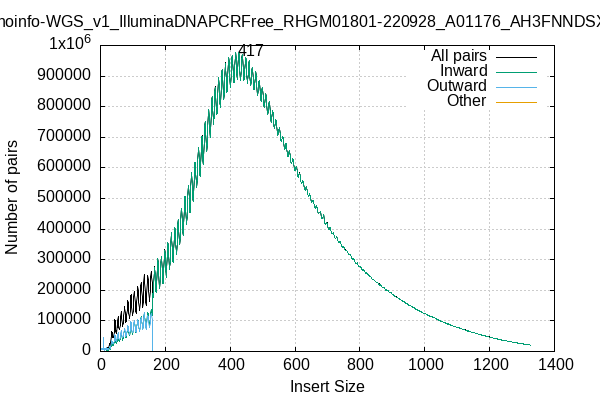 noinfo-WGS_v1_IlluminaDNAPCRFree_RHGM01801-220928_A01176_AH3FNNDSX
1x10^6
417
All pairs
Inward
Outward
Other
900000
800000
700000
600000
500000
400000
300000
200000
100000
0
Number of pairs
0 200 400 600 800 1000 1200 1400
Insert Size